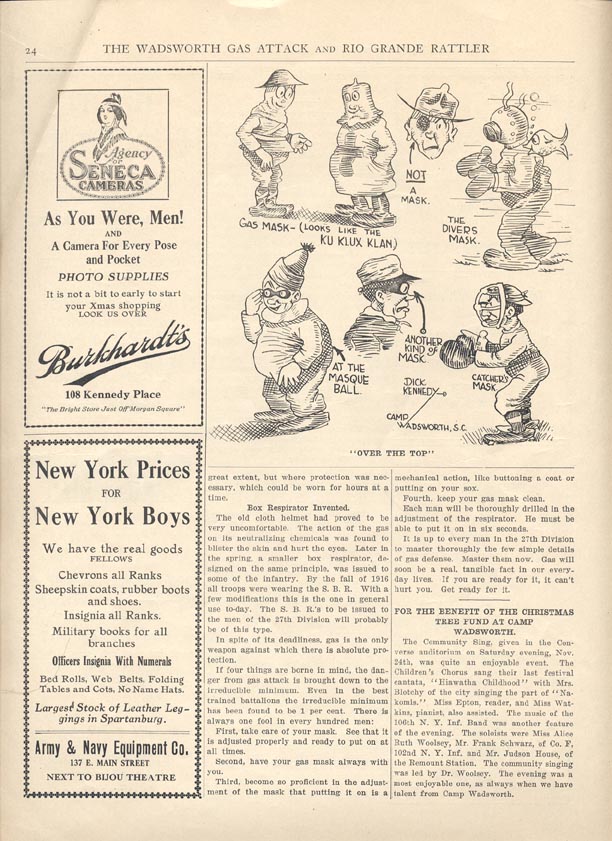 24
THE WADSWORTH GAS ATTACK AND RIO GRANDE RATTLER
Agency
OF
SENECA
CAMERAS
As You Were, Men!
AND
A Camera For Every Pose
and Pocket
PHOTO SUPPLIES
It is not a bit to early to start
your Xmas shopping
LOOK US OVER
Burkhardt's
108 Kennedy Place
"The Bright Store Just Off Morgan Square"
New York Prices
FOR
New York Boys
We have the real goods
FELLOWS
Chevrons all Ranks
Sheepskin coats, rubber boots
and shoes.
Insignia all Ranks.
Military books for all
branches
Officers Insignia With Numerals
Bed Rolls, Web Belts. Folding
Tables and Cots, No Name Hats.
Largest Stock of Leather Leg-
gings in Spartanburg.
Army & Navy Equipment Co.
137 E. MAIN STREET
NEXT TO BIJOU THEATRE
GAS MASK - (LOOKS LIKE THE
KU KLUX KLAN)
NOT
A
MASK.
THE
DIVERS
MASK.
AT THE
MASQUE
BALL.
ANOTHER
KIND OF
MASK.
CATCHER'S
MASK
DICK
KENNEDY
CAMP
WADSWORTH, S.C.
"OVER THE TOP"
great extent, but where protection was nec-
essary, which could be worn for hours at a
time.
Box Respirator Invented.
The old cloth helmet had proved to be
very uncomfortable. The action of the gas
on its neutralizing chemicals was found to
blister the skin and hurt the eyes. Later in
the spring a smaller box respirator, de-
signed on the same principle, was issued to
some of the infantry. By the fall of 1916
all troops were wearing the S. B. R. With a
few modifications this is the one in general
use to-day. The S. B. R.'s to be issued to
the men of the 27th Division will probably
be of this type.
In spite of its deadliness, gas is the only
weapon against which there is absolute pro-
tection.
If four things are borne in mind, the dan-
ger from gas attack is brought down to the
irreducible minimum. Even in the best
trained battalions the irreducible minimum
has been found to be 1 per cent. There is
always one fool in every hundred men:
First, take care of your mask. See that it
is adjusted properly and ready to put on at
all times.
Second, have your gas mask always with
you.
Third, become so proficient in the adjust-
ment of the mask that putting it on is a
mechanical action, like buttoning a coat or
putting on your sox.
Fourth, keep your gas mask clean.
Each man will be thoroughly drilled in the
adjustment of the respirator. He must be
able to put it on in six seconds.
It is up to every man in the 27th Division
to master thoroughly the few simple details
of gas defense. Master them now. Gas will
soon be a real, tangible fact in our every-
day lives. If you are ready for it, it can't
hurt you. Get ready for it.
FOR THE BENEFIT OF THE CHRISTMAS
TREE FUND AT CAMP
WADSWORTH.
The Community Sing, given in the Con-
verse auditorium on Saturday evening, Nov.
24th, was quite an enjoyable event. The
Children's Chorus sang their last festival
cantata, "Hiawatha Childhood" with Mrs.
Blotchy of the city singing the part of "Na-
komis." Miss Epton, reader, and Miss Wat-
kins, pianist, also assisted. The music of the
106th N. Y. Inf. Band was another feature
of the evening. The soloists were Miss Alice
Ruth Woolsey, Mr. Frank Schwarz, of Co. F,
102nd N. Y. Inf. and Mr. Judson House, of
the Remount Station. The community singing
was led by Dr. Woolsey. The evening was a
most enjoyable one, as always when we have
talent from Camp Wadsworth.